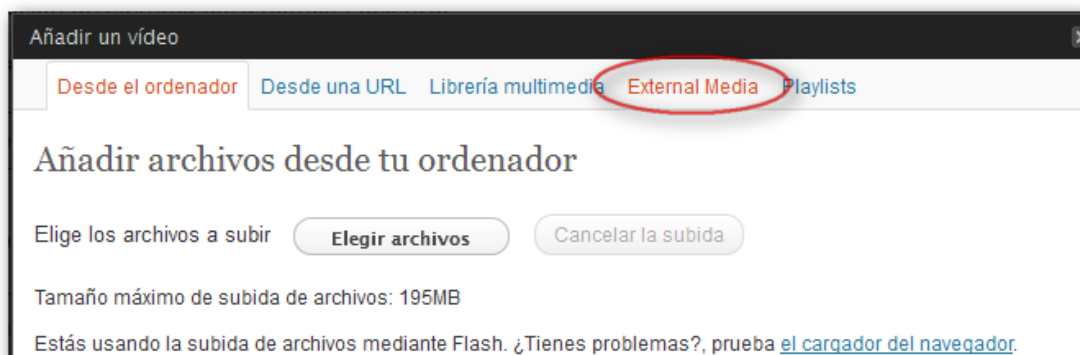 Añadir un vídeo
Desde el ordenador Desde una URL Librería multimedia External Media Playlists
Añadir archivos desde tu ordenador
Elige los archivos a subir Elegir archivos Cancelar la subida
Tamaño máximo de subida de archivos: 195MB
Estás usando la subida de archivos mediante Flash. ¿Tienes problemas?, prueba el cargador del navegador.